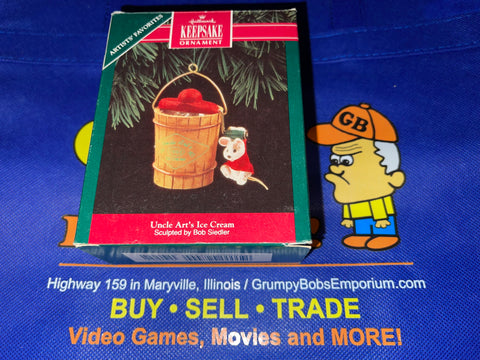 ARTISTS' FAVORITES
Hallmark
KEEPSAKE
ORNAMENT
Uncle Art's Ice Cream
Sculpted by Bob Siedler
GB
Highway 159 in Maryville, Illinois / GrumpyBobsEmporium.com
BUY • SELL • TRADE
Video Games, Movies and MORE!